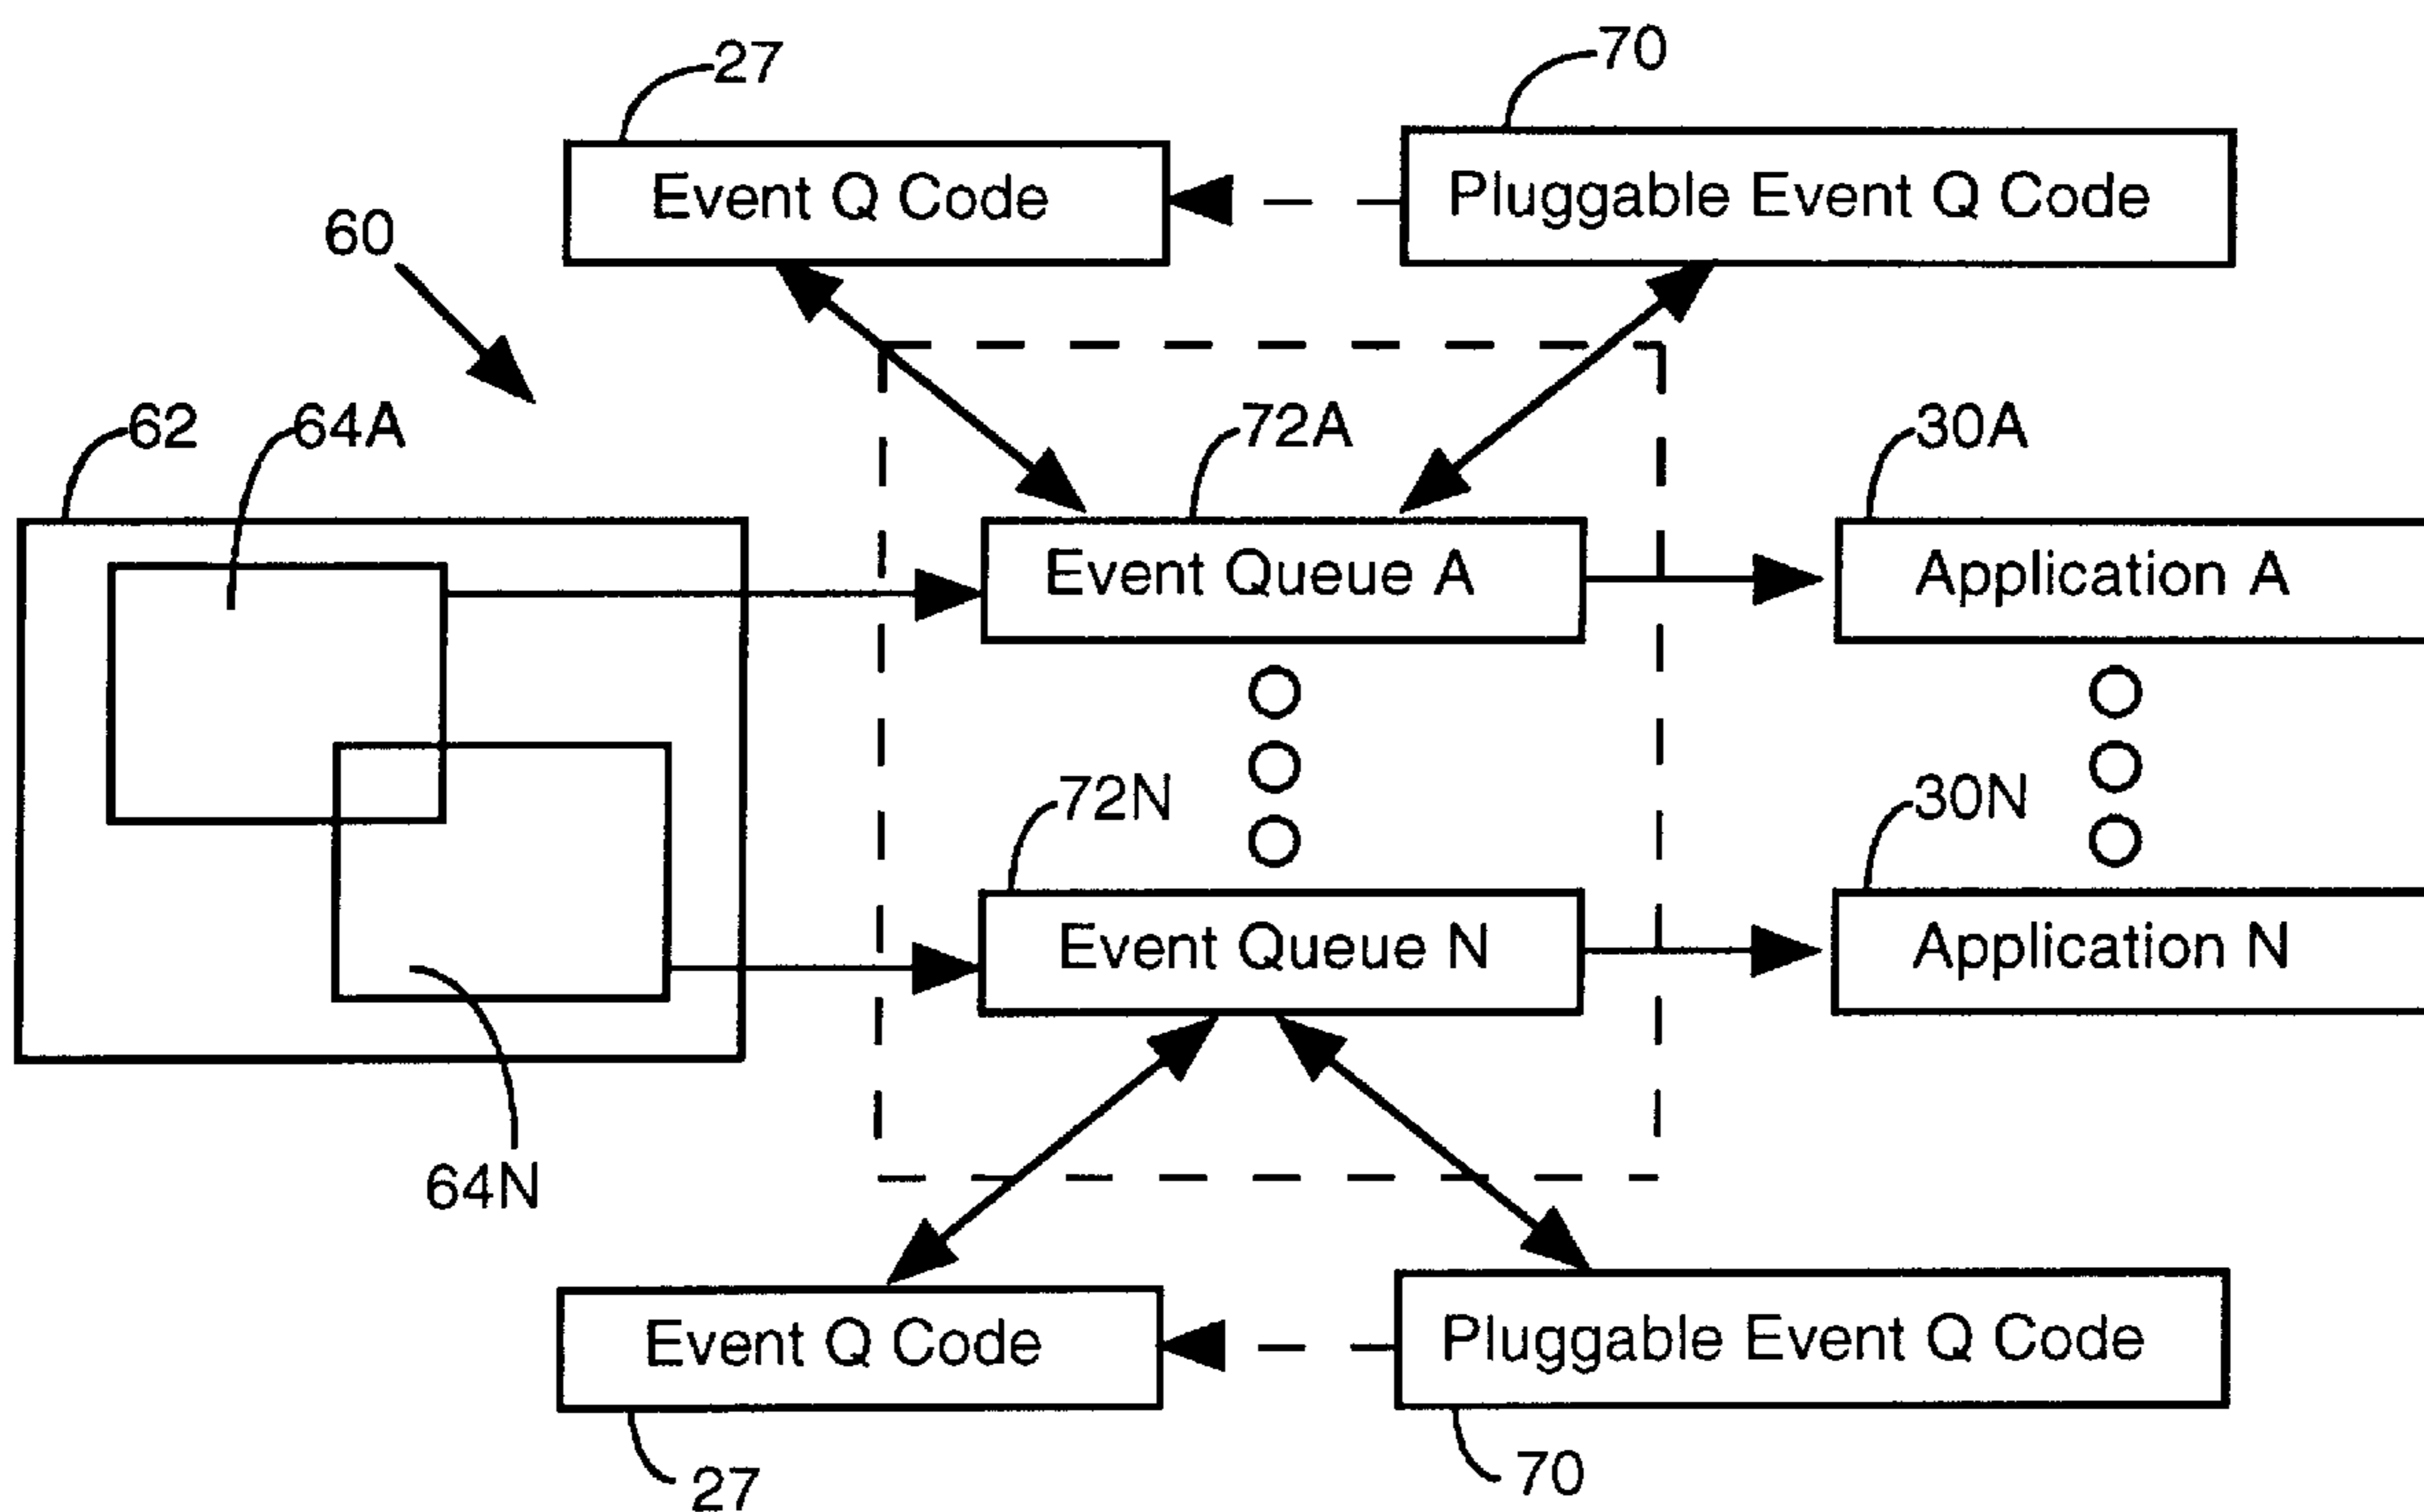 27
70
Event Q Code
Pluggable Event Q Code
60
62
64A
72A
30A
Event Queue A
Application A
72N
30N
Event Queue N
Application N
64N
Event Q Code
Pluggable Event Q Code
27
70